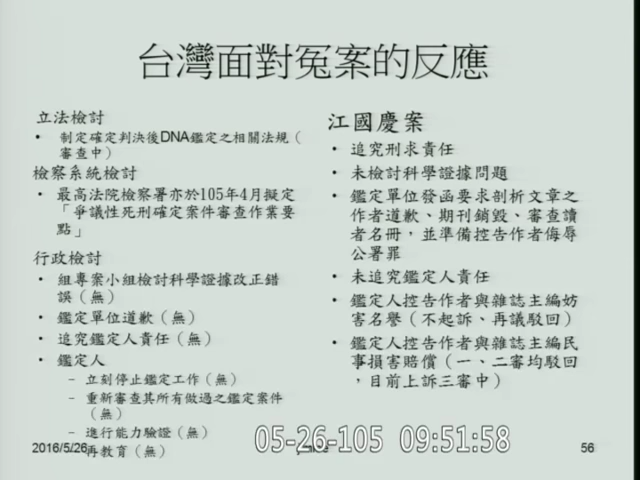 台灣面對冤案的反應
立法檢討
• 制定確定判決後DNA鑑定之相關法規（
審查中）
檢察系統檢討
• 最高法院檢察署亦於105年4月擬定
「爭議性死刑確定案件審查作業要
點」
行政檢討
• 組專案小組檢討科學證據改正錯
誤（無）
• 鑑定單位道歉（無）
• 追究鑑定人責任（無）
• 鑑定人
– 立刻停止鑑定工作（無）
– 重新審查其所有做過之鑑定案件
（無）
– 進行能力驗證（無）
– 再教育（無）
江國慶案
• 追究刑求責任
• 未檢討科學證據問題
• 鑑定單位發函要求剖析文章之
作者道歉、期刊銷毀、審查讀
者名冊，並準備控告作者侮辱
公署罪
• 未追究鑑定人責任
• 鑑定人控告作者與雜誌主編妨
害名譽（不起訴、再議駁回）
• 鑑定人控告作者與雜誌主編民
事損害賠償（一、二審均駁回
，目前上訴三審中）
2016/5/26
05-26-105 09:51:58
56